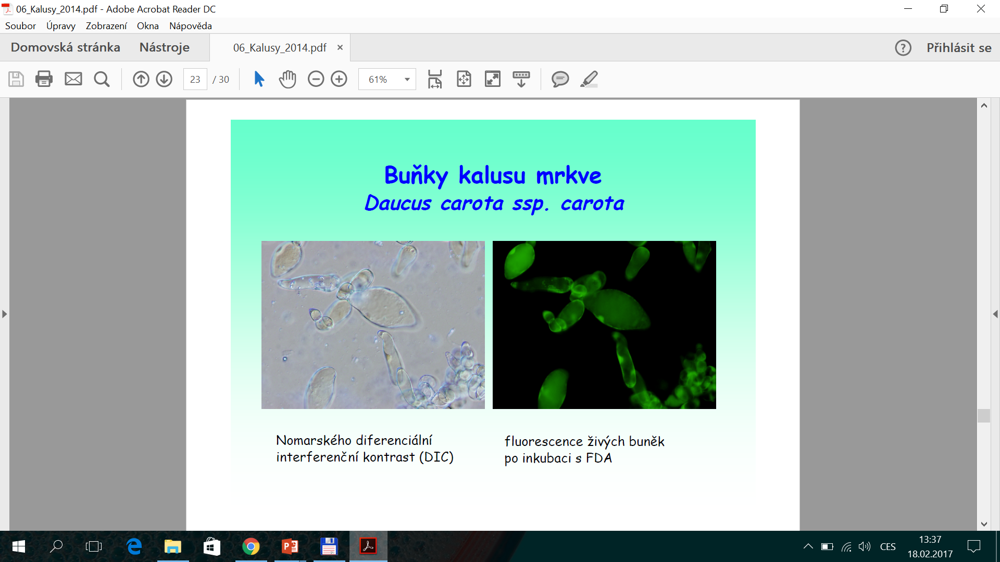 06_Kalusy_2014.pdf - Adobe Acrobat Reader DC
Soubor Úpravy Zobrazení Okna Nápověda
Domovská stránka Nástroje 06_Kalusy_2014.pdf × ? Přihlásit se
23 / 30 61%
Buňky kalusu mrkve
Daucus carota ssp. carota
Nomarského diferenciální
interferenční kontrast (DIC)
fluorescence živých buněk
po inkubaci s FDA
CES
13:37
18.02.2017